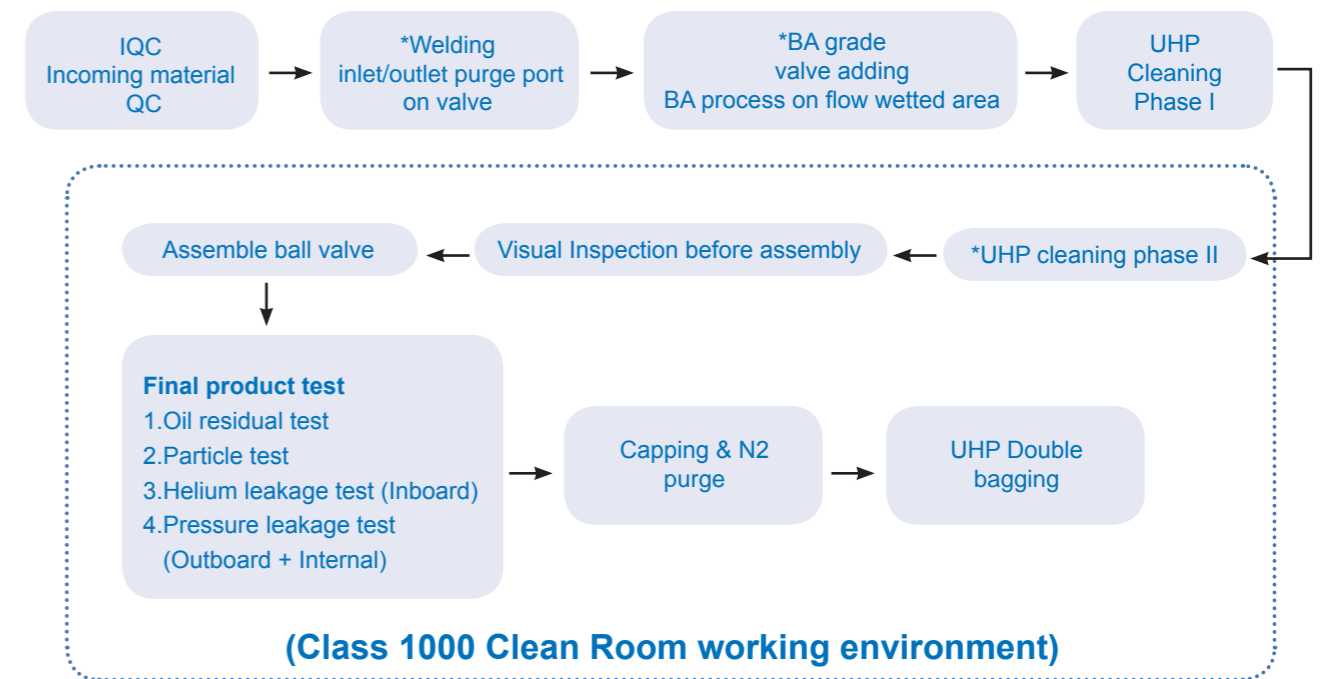 IQC
Incoming material
QC
*Welding
inlet/outlet purge port
on valve
*BA grade
valve adding
BA process on flow wetted area
UHP
Cleaning
Phase I
*UHP cleaning phase II
Visual Inspection before assembly
Assemble ball valve
Final product test
1.Oil residual test
2.Particle test
3.Helium leakage test (Inboard)
4.Pressure leakage test
(Outboard + Internal)
Capping & N2
purge
UHP Double
bagging
(Class 1000 Clean Room working environment)